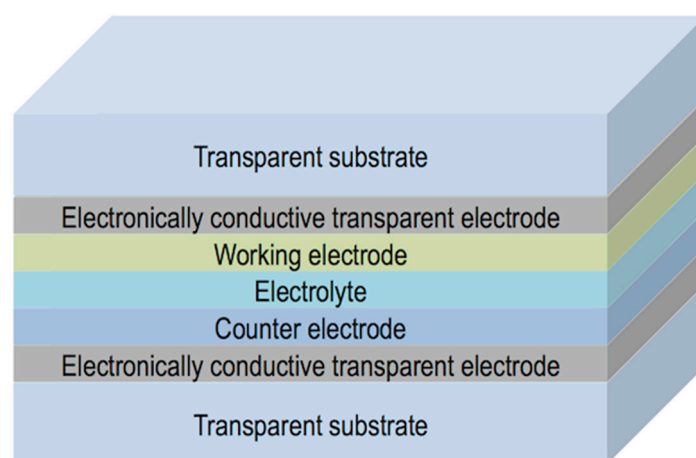 Transparent substrate
Electronically conductive transparent electrode
Working electrode
Electrolyte
Counter electrode
Electronically conductive transparent electrode
Transparent substrate